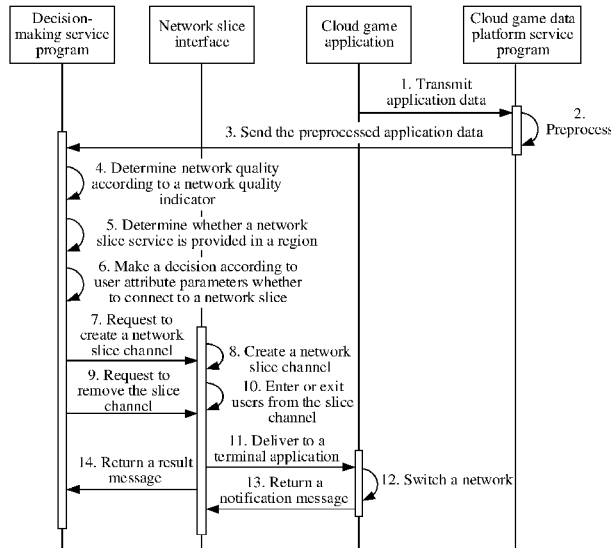 Decision-
making service
program
Network slice
interface
Cloud game
application
Cloud game data
platform service
program
1. Transmit
application data
2.
Preprocess
3. Send the preprocessed application data
4. Determine network quality
according to a network quality
indicator
5. Determine whether a network
slice service is provided in a region
6. Make a decision according to
user attribute parameters whether
to connect to a network slice
7. Request to
create a network
slice channel
8. Create a network
slice channel
9. Request to
remove the slice
channel
10. Enter or exit
users from the slice
channel
11. Deliver to a
terminal application
12. Switch a network
13. Return a
notification message
14. Return a result
message